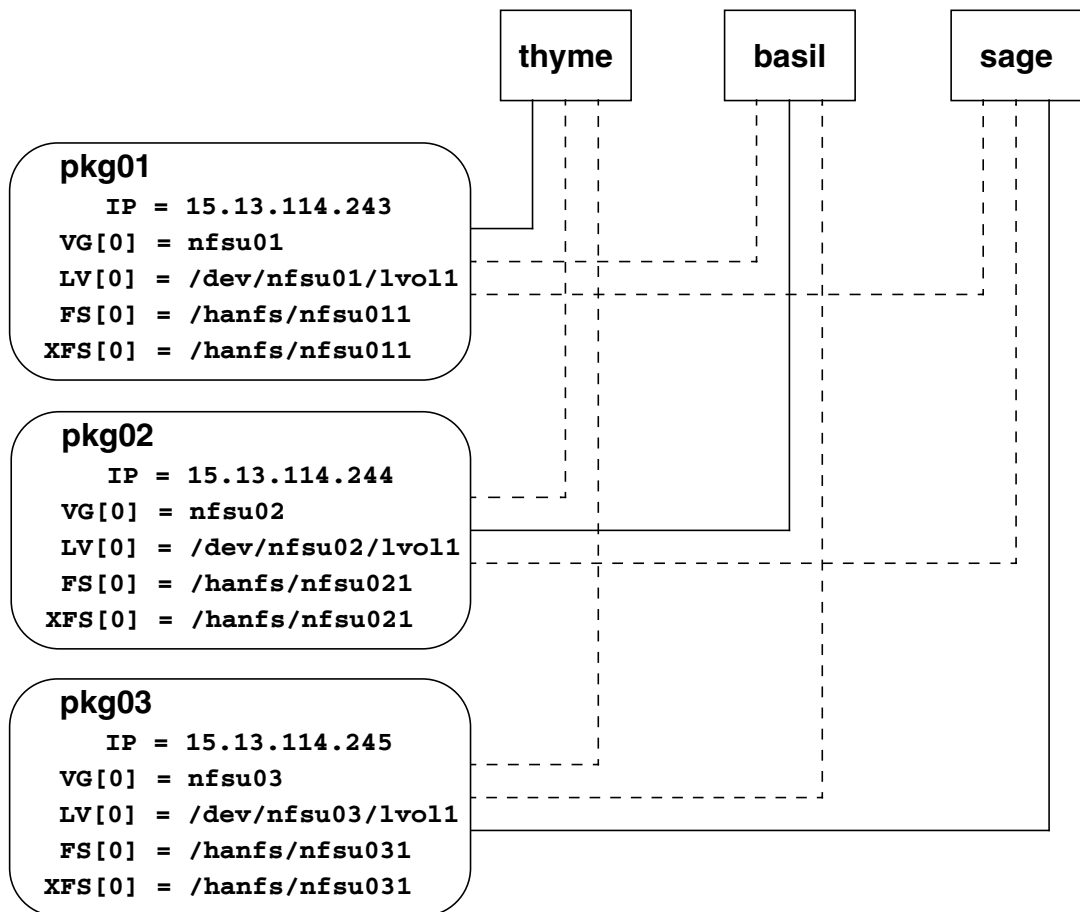 thyme basil sage
pkg01
IP = 15.13.114.243
VG[0] = nfsu01
LV[0] = /dev/nfsu01/lvol1
FS[0] = /hanfs/nfsu011
XFS[0] = /hanfs/nfsu011
pkg02
IP = 15.13.114.244
VG[0] = nfsu02
LV[0] = /dev/nfsu02/lvol1
FS[0] = /hanfs/nfsu021
XFS[0] = /hanfs/nfsu021
pkg03
IP = 15.13.114.245
VG[0] = nfsu03
LV[0] = /dev/nfsu03/lvol1
FS[0] = /hanfs/nfsu031
XFS[0] = /hanfs/nfsu031